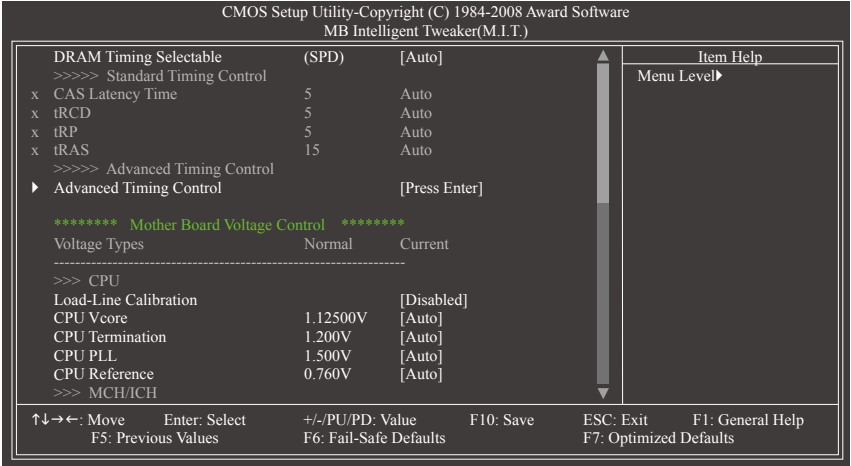 CMOS Setup Utility-Copyright (C) 1984-2008 Award Software
MB Intelligent Tweaker(M.I.T.)
DRAM Timing Selectable (SPD) [Auto]
>>>>> Standard Timing Control
x CAS Latency Time 5 Auto
x tRCD 5 Auto
x tRP 5 Auto
x tRAS 15 Auto
>>>>> Advanced Timing Control
Advanced Timing Control [Press Enter]
******** Mother Board Voltage Control ********
Voltage Types Normal Current
------------------------------------------------------------------
>>> CPU
Load-Line Calibration [Disabled]
CPU Vcore 1.12500V [Auto]
CPU Termination 1.200V [Auto]
CPU PLL 1.500V [Auto]
CPU Reference 0.760V [Auto]
>>> MCH/ICH
Item Help
Menu Level
↑↓→←: Move Enter: Select +/-/PU/PD: Value F10: Save ESC: Exit F1: General Help
F5: Previous Values F6: Fail-Safe Defaults F7: Optimized Defaults